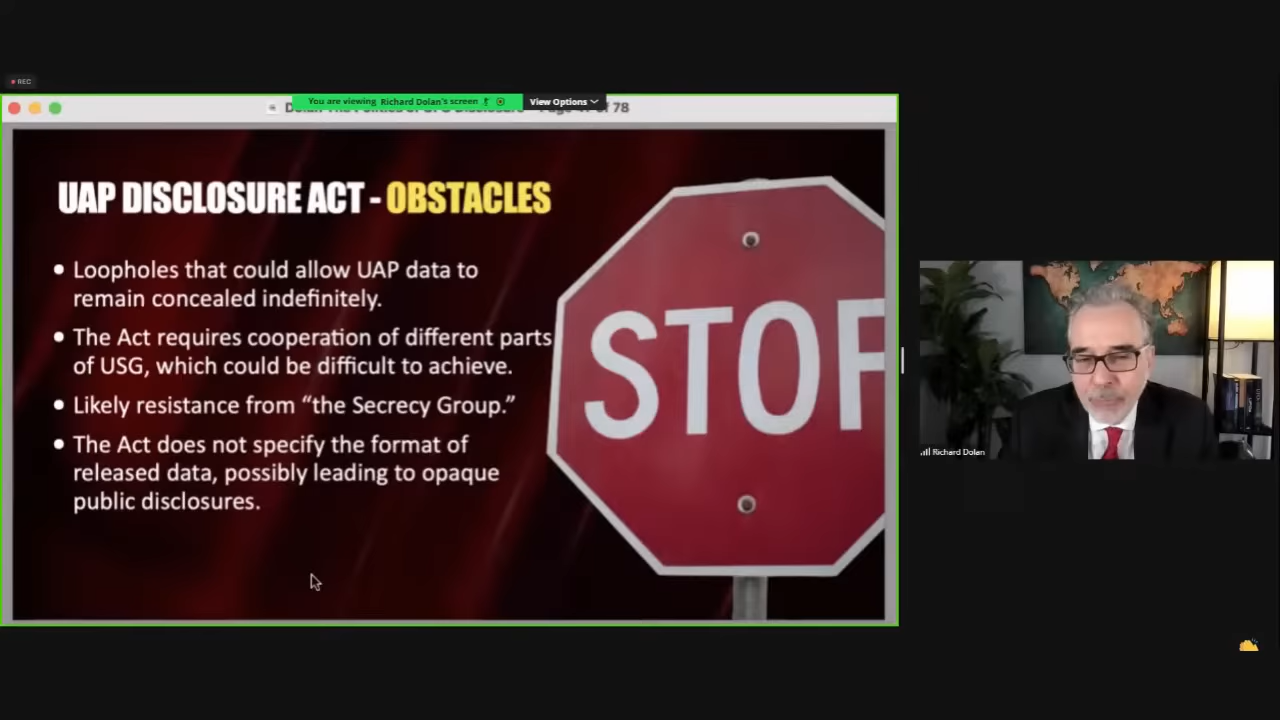 REC
You are viewing Richard Dolan's screen
View Options
of 78
UAP DISCLOSURE ACT - OBSTACLES
• Loopholes that could allow UAP data to
remain concealed indefinitely.
• The Act requires cooperation of different parts
of USG, which could be difficult to achieve.
• Likely resistance from “the Secrecy Group.”
• The Act does not specify the format of
released data, possibly leading to opaque
public disclosures.
STOP
Richard Dolan